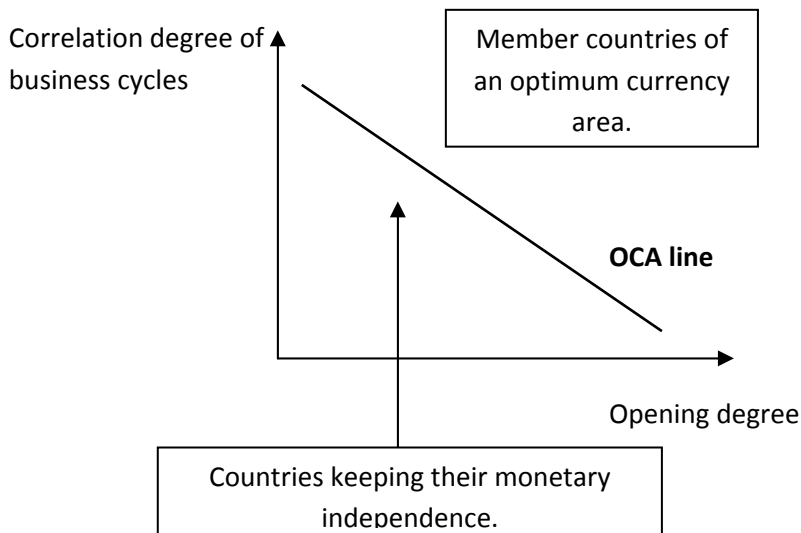 Correlation degree of
business cycles
Member countries of
an optimum currency
area.
OCA line
Opening degree
Countries keeping their monetary
independence.